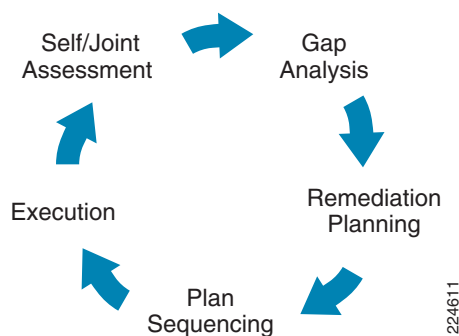 Self/Joint
Assessment
Gap
Analysis
Remediation
Planning
Plan
Sequencing
Execution
224611